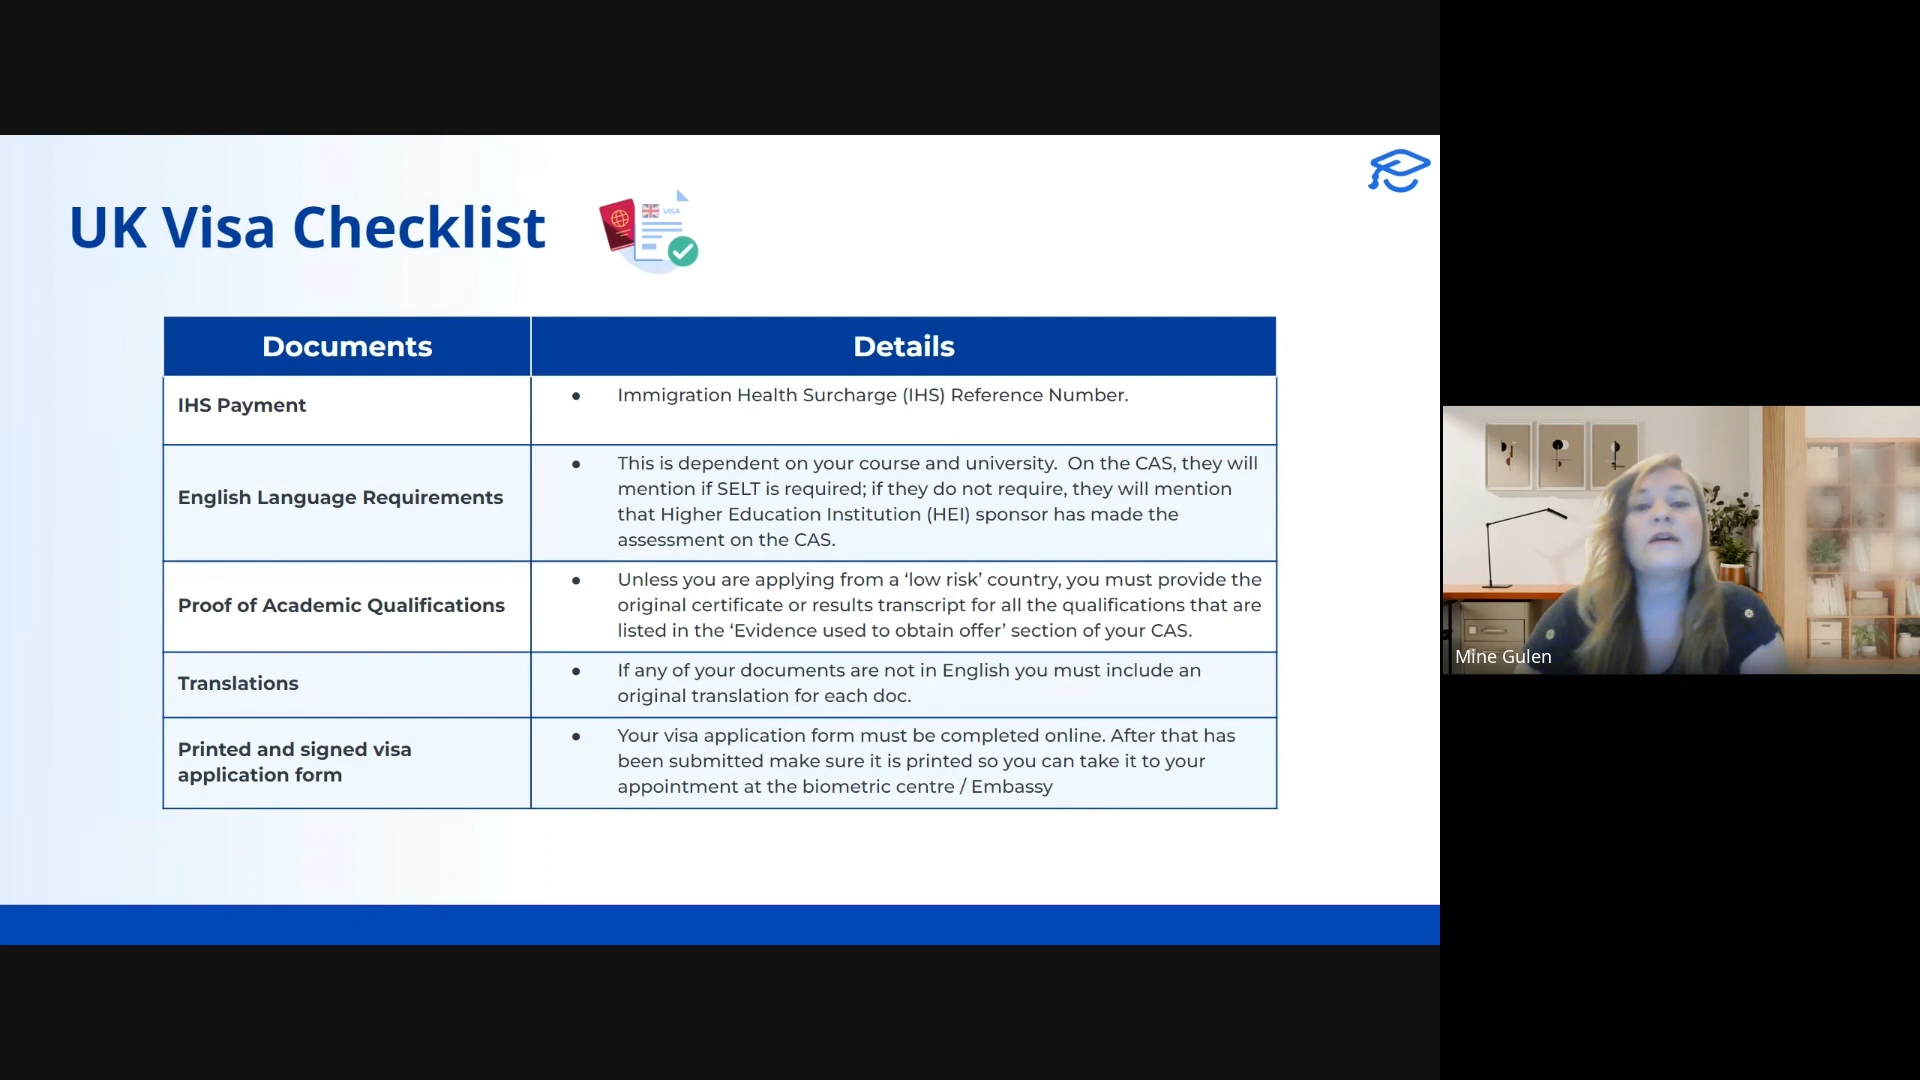 UK Visa Checklist
VISA
Documents
Details
IHS Payment
● Immigration Health Surcharge (IHS) Reference Number.
English Language Requirements
● This is dependent on your course and university.  On the CAS, they will
mention if SELT is required; if they do not require, they will mention
that Higher Education Institution (HEI) sponsor has made the
assessment on the CAS.
Proof of Academic Qualifications
● Unless you are applying from a ‘low risk’ country, you must provide the
original certificate or results transcript for all the qualifications that are
listed in the ‘Evidence used to obtain offer’ section of your CAS.
Translations
● If any of your documents are not in English you must include an
original translation for each doc.
Printed and signed visa
application form
● Your visa application form must be completed online. After that has
been submitted make sure it is printed so you can take it to your
appointment at the biometric centre / Embassy
Mine Gulen